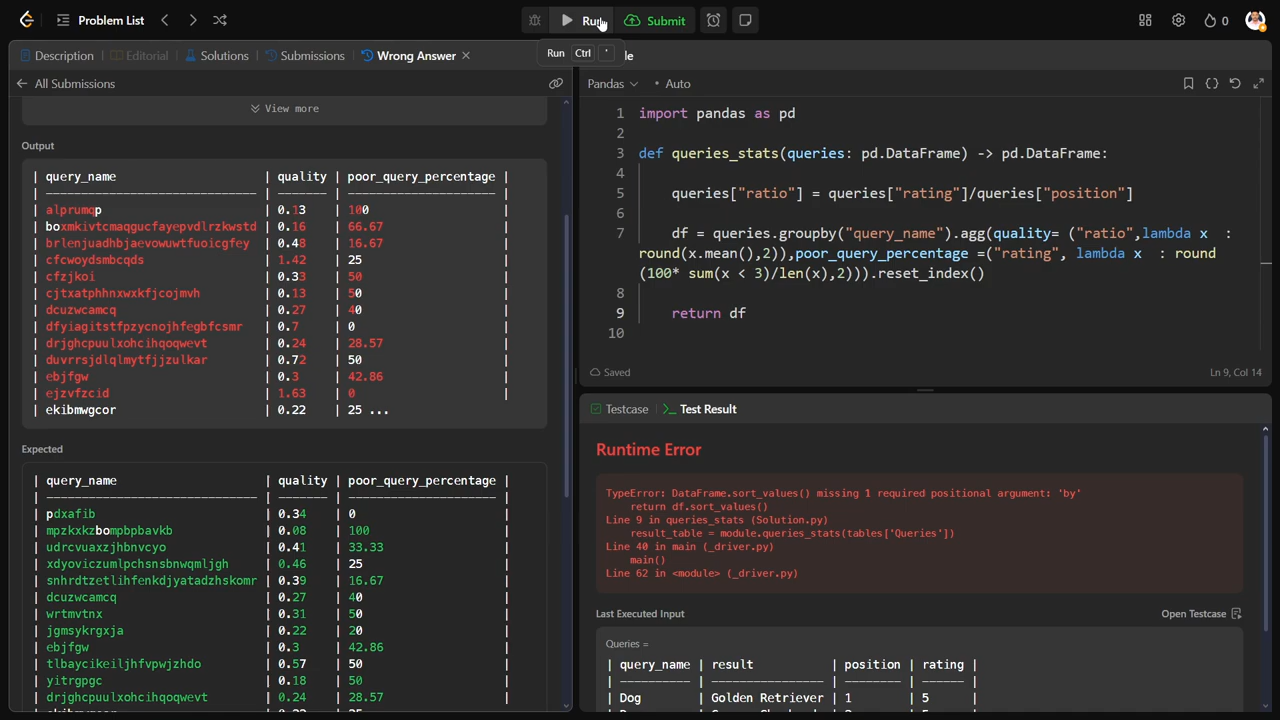 Problem List
Run
Submit
0
Description
Editorial
Solutions
Submissions
Wrong Answer
Run Ctrl '
de
All Submissions
View more
Output
| query_name | quality | poor_query_percentage |
| alprumqp | 0.13 | 100 |
| boxmkivtcmaqgucfayepvdlrzkwstd | 0.16 | 66.67 |
| brlenjuadhbjaevowuwtfuoicgfey | 0.48 | 16.67 |
| cfcwoydsmbcqds | 1.42 | 25 |
| cfzjkoi | 0.33 | 50 |
| cjtxatphhnxwxkfjcojmvh | 0.13 | 50 |
| dcuzwcamcq | 0.27 | 40 |
| dfyiagitstfpzycnojhfegbfcsmr | 0.7 | 0 |
| drjghcpuulxohcihqoqwevt | 0.24 | 28.57 |
| duvrrsjdlqlmytfjjzulkar | 0.72 | 50 |
| ebjfgw | 0.3 | 42.86 |
| ejzvfzcid | 1.63 | 0 |
| ekibmwgcor | 0.22 | 25 ...
Expected
| query_name | quality | poor_query_percentage |
| pdxafib | 0.34 | 0 |
| mpzkxkzbompbpbavkb | 0.08 | 100 |
| udrcvuaxzjhbnvcyo | 0.41 | 33.33 |
| xdyoviczumlpchsnsbnwqmljgh | 0.46 | 25 |
| snhrdtzetlihfenkdjyatadzhskomr | 0.39 | 16.67 |
| dcuzwcamcq | 0.27 | 40 |
| wrtmvtnx | 0.31 | 50 |
| jgmsykrgxja | 0.22 | 20 |
| ebjfgw | 0.3 | 42.86 |
| tlbaycikeiljhfvpwjzhdo | 0.57 | 50 |
| yitrgpgc | 0.18 | 50 |
| drjghcpuulxohcihqoqwevt | 0.24 | 28.57 |
Pandas
• Auto
1 import pandas as pd
2
3 def queries_stats(queries: pd.DataFrame) -> pd.DataFrame:
4
5 queries["ratio"] = queries["rating"]/queries["position"]
6
7 df = queries.groupby("query_name").agg(quality= ("ratio",lambda x :
round(x.mean(),2)),poor_query_percentage =("rating", lambda x : round
(100* sum(x < 3)/len(x),2))).reset_index()
8
9 return df
10
Saved
Ln 9, Col 14
Testcase
Test Result
Runtime Error
TypeError: DataFrame.sort_values() missing 1 required positional argument: 'by'
return df.sort_values()
Line 9 in queries_stats (Solution.py)
result_table = module.queries_stats(tables['Queries'])
Line 40 in main (_driver.py)
main()
Line 62 in <module> (_driver.py)
Last Executed Input
Open Testcase
Queries =
| query_name | result | position | rating |
| Dog | Golden Retriever | 1 | 5 |